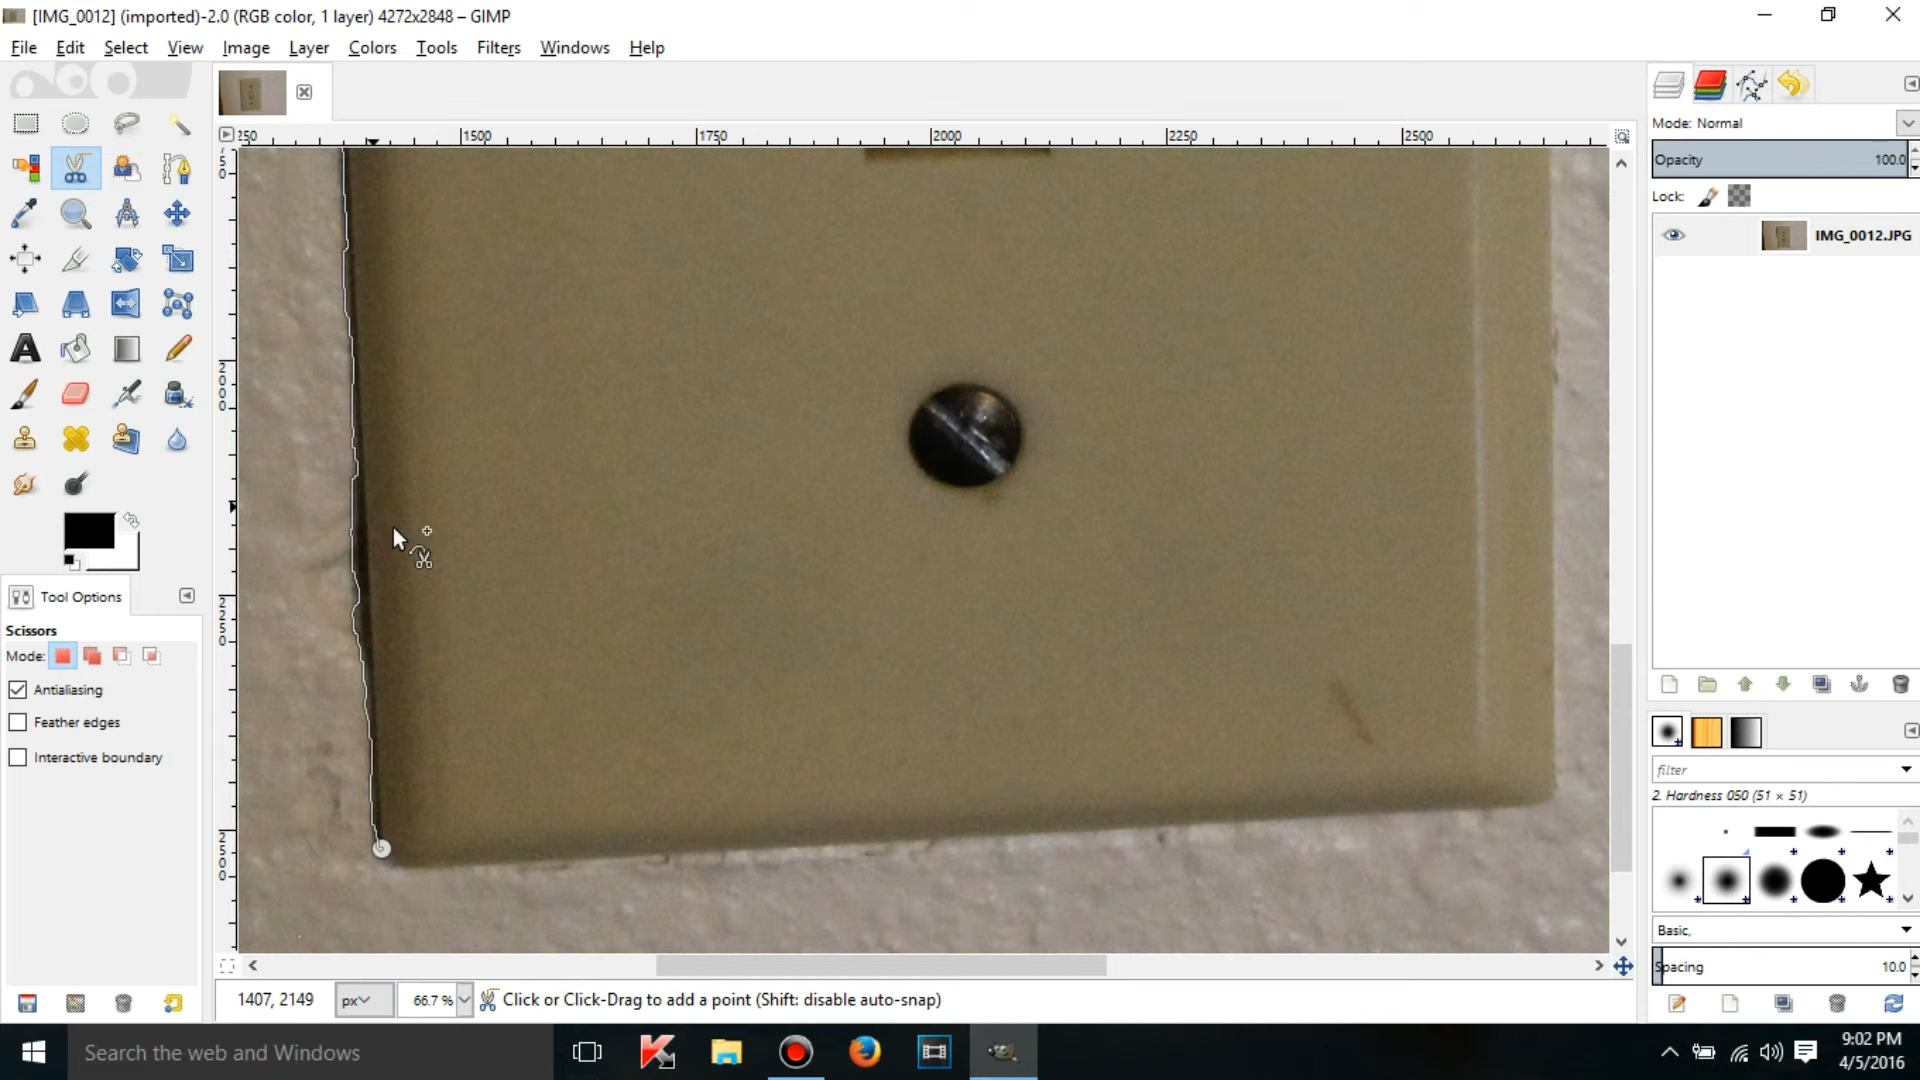 [IMG_0012] (imported)-2.0 (RGB color, 1 layer) 4272x2848 – GIMP
File Edit Select View Image Layer Colors Tools Filters Windows Help
Mode: Normal
250 1500 1750 2000 2250 2500
Opacity 100.0
Lock:
IMG_0012.JPG
50
2000
2250
2500
Tool Options
Scissors
Mode:
Antialiasing
Feather edges
Interactive boundary
filter
2. Hardness 050 (51 × 51)
Basic,
Spacing 10.0
1407, 2149 px 66.7 % Click or Click-Drag to add a point (Shift: disable auto-snap)
Search the web and Windows
9:02 PM
4/5/2016